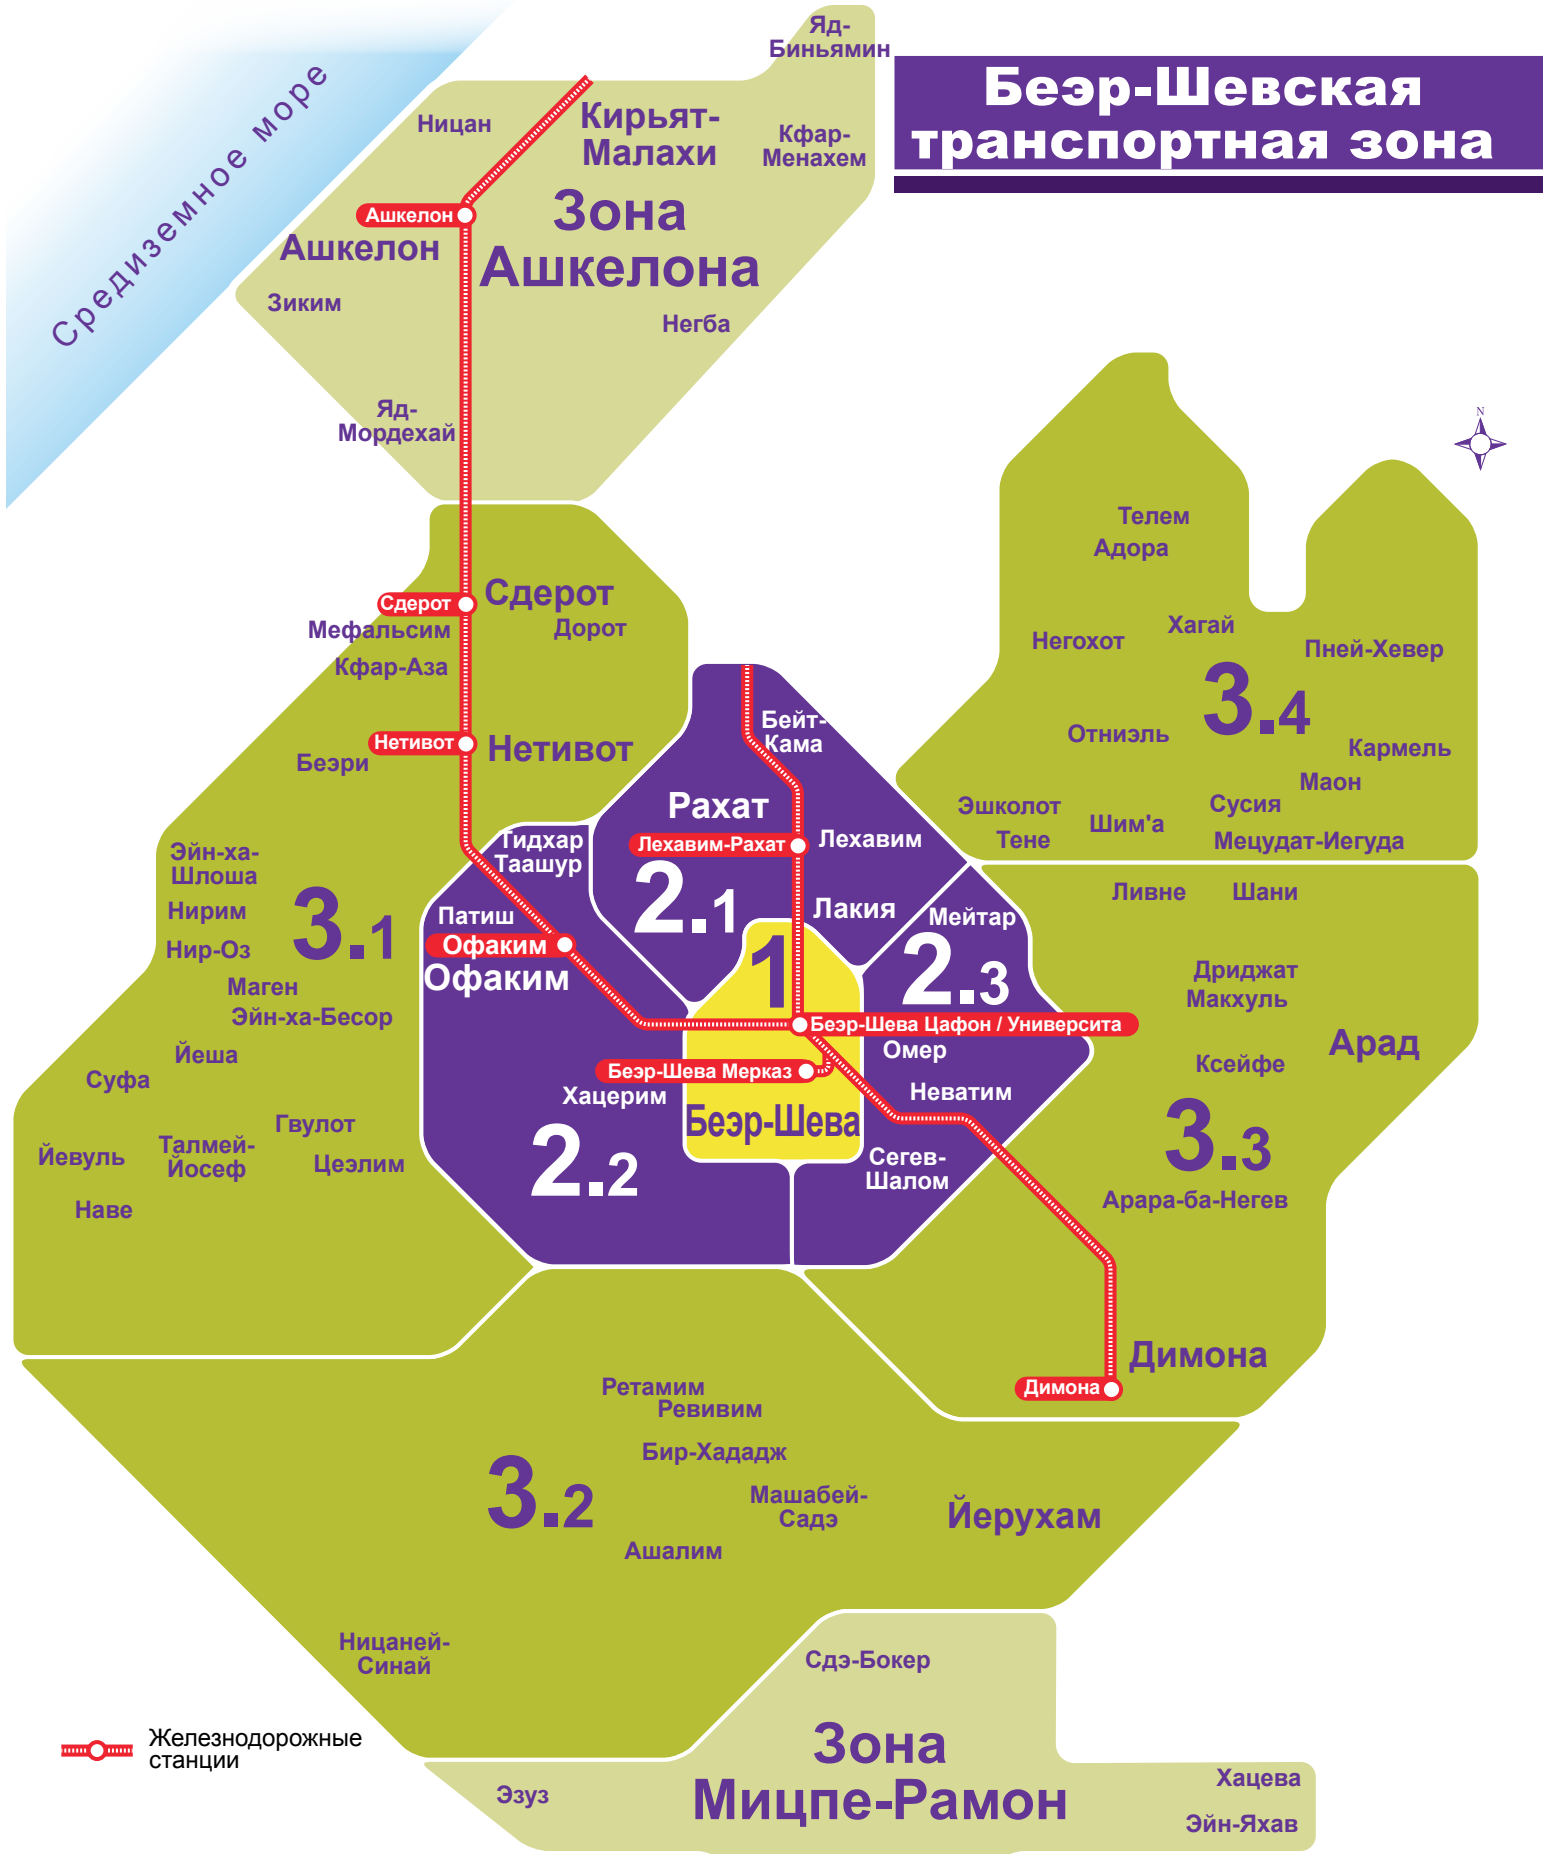 Беэр-Шевская
транспортная зона
Средиземное море
Яд-
Биньямин
Ницан
Кирьят-
Малахи
Кфар-
Менахем
Ашкелон
Ашкелон
Зона
Ашкелона
Зиким
Негба
Яд-
Мордехай
N
Сдерот
Сдерот
Мефальсим
Дорот
Кфар-Аза
Нетивот
Нетивот
Беэри
Эйн-ха-
Шлоша
Нирим
3.1
Нир-Оз
Маген
Эйн-ха-Бесор
Йеша
Суфа
Гвулот
Йевуль
Талмей-
Йосеф
Цеэлим
Наве
Телем
Адора
Хагай
Негохот
Пней-Хевер
3.4
Отниэль
Кармель
Маон
Эшколот
Сусия
Шим'а
Тене
Мецудат-Иегуда
Бейт-
Кама
Рахат
Лехавим-Рахат
Лехавим
2.1
Лакия
Тидхар
Таашур
Патиш
Офаким
Офаким
Хацерим
2.2
1
Беэр-Шева Цафон / Университа
Беэр-Шева Мерказ
Беэр-Шева
Мейтар
2.3
Омер
Неватим
Сегев-
Шалом
Ливне
Шани
Дриджат
Макхуль
Арад
Ксейфе
3.3
Арара-ба-Негев
Димона
Димона
Ретамим
Ревивим
Бир-Хададж
3.2
Машабей-
Садэ
Йерухам
Ашалим
Ницаней-
Синай
Сдэ-Бокер
Зона
Мицпе-Рамон
Эзуз
Хацева
Эйн-Яхав
Железнодорожные
станции